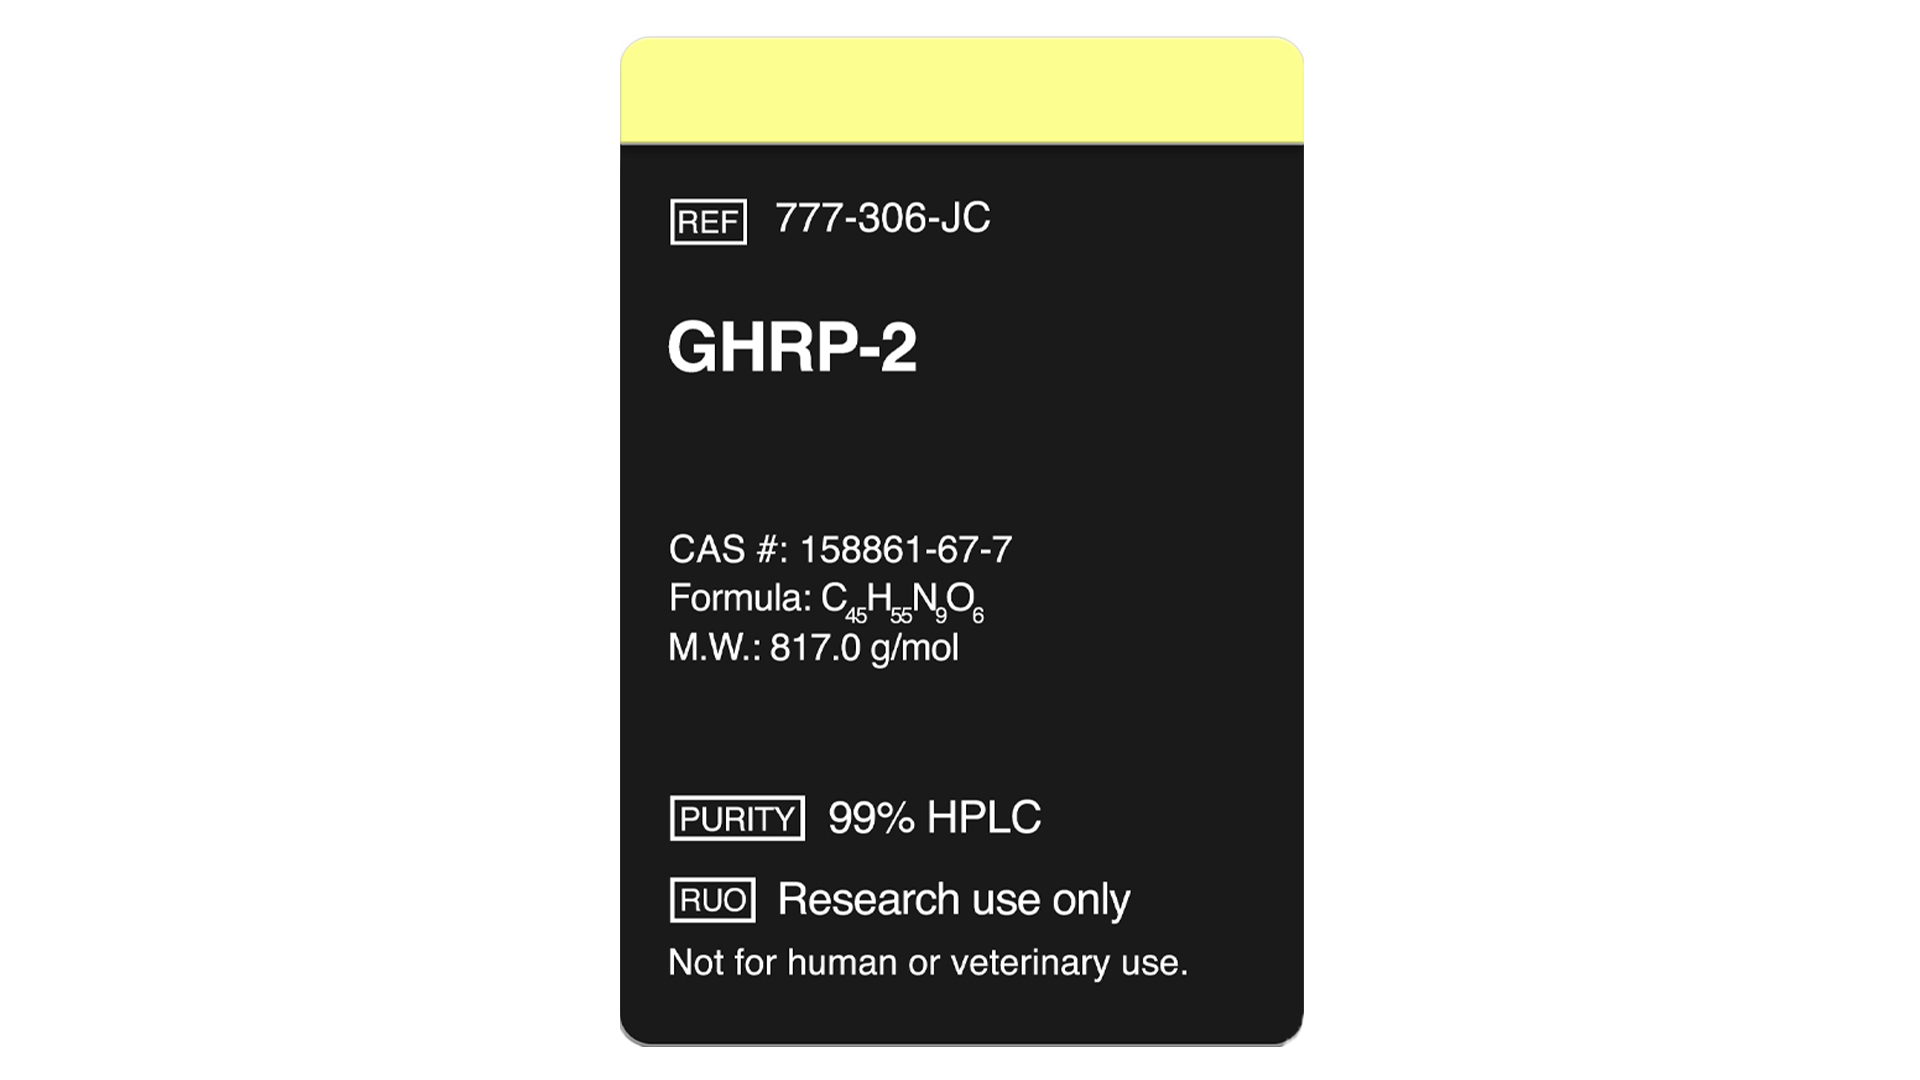 REF 777-306-JC
GHRP-2
CAS #: 158861-67-7
Formula: C₄₅H₅₅N₉O₆
M.W.: 817.0 g/mol
PURITY 99% HPLC
RUO Research use only
Not for human or veterinary use.